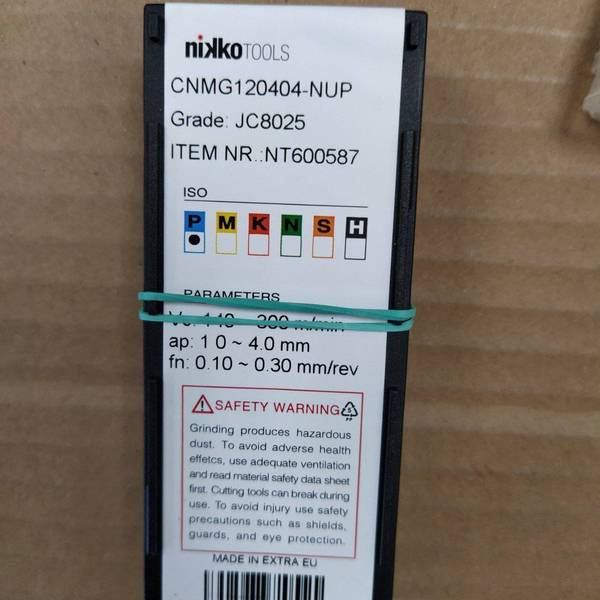 nikkoTOOLS
CNMG120404-NUP
Grade: JC8025
ITEM NR.:NT600587
ISO
P M K N S H
PARAMETERS
ap: 1 0 ~ 4.0 mm
fn: 0.10 ~ 0.30 mm/rev
SAFETY WARNING
Grinding produces hazardous
dust. To avoid adverse health
effetcs, use adequate ventilation
and read material safety data sheet
first. Cutting tools can break during
use. To avoid injury use safety
precautions such as shields,
guards, and eye protection.
MADE IN EXTRA EU